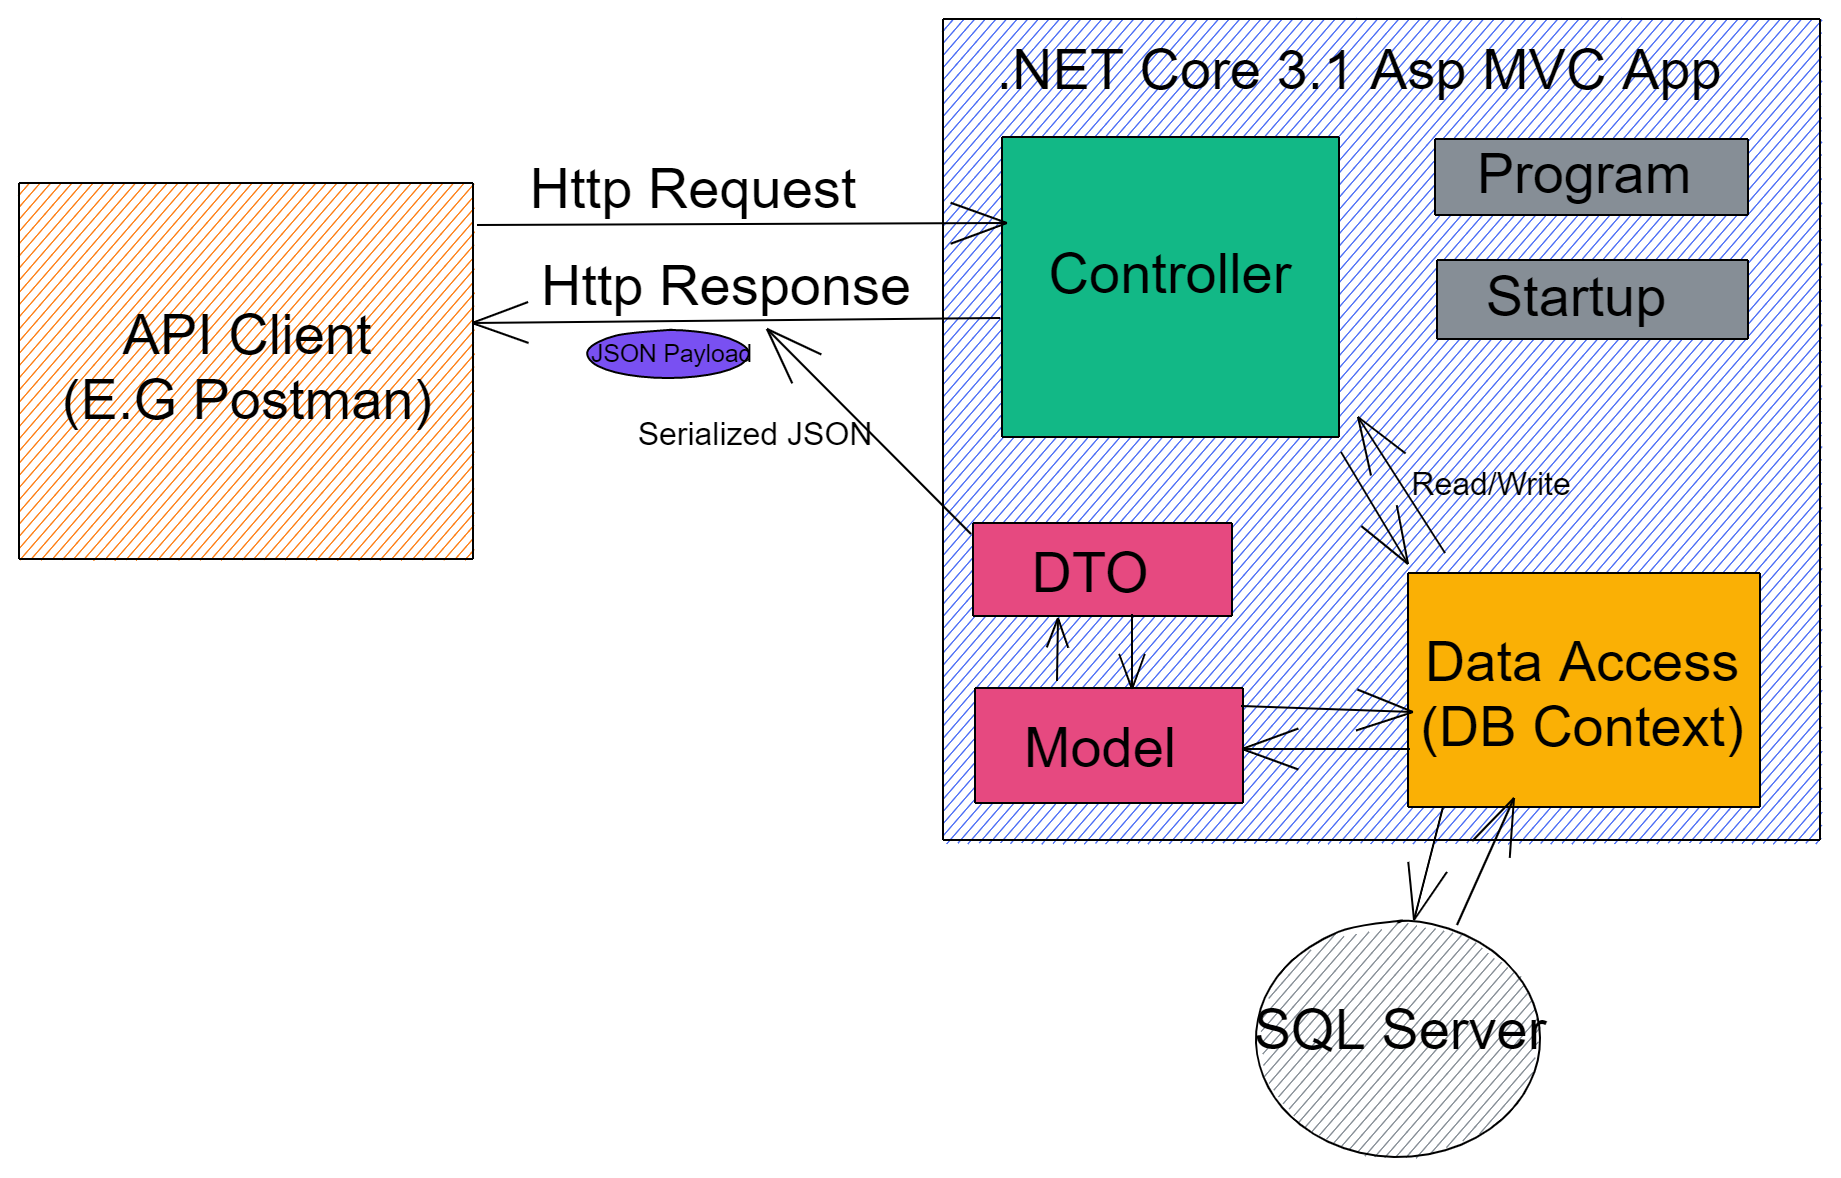 .NET Core 3.1 Asp MVC App
Http Request
Program
Controller
Startup
Http Response
API Client
(E.G Postman)
JSON Payload
Serialized JSON
Read/Write
DTO
Data Access
(DB Context)
Model
SQL Server